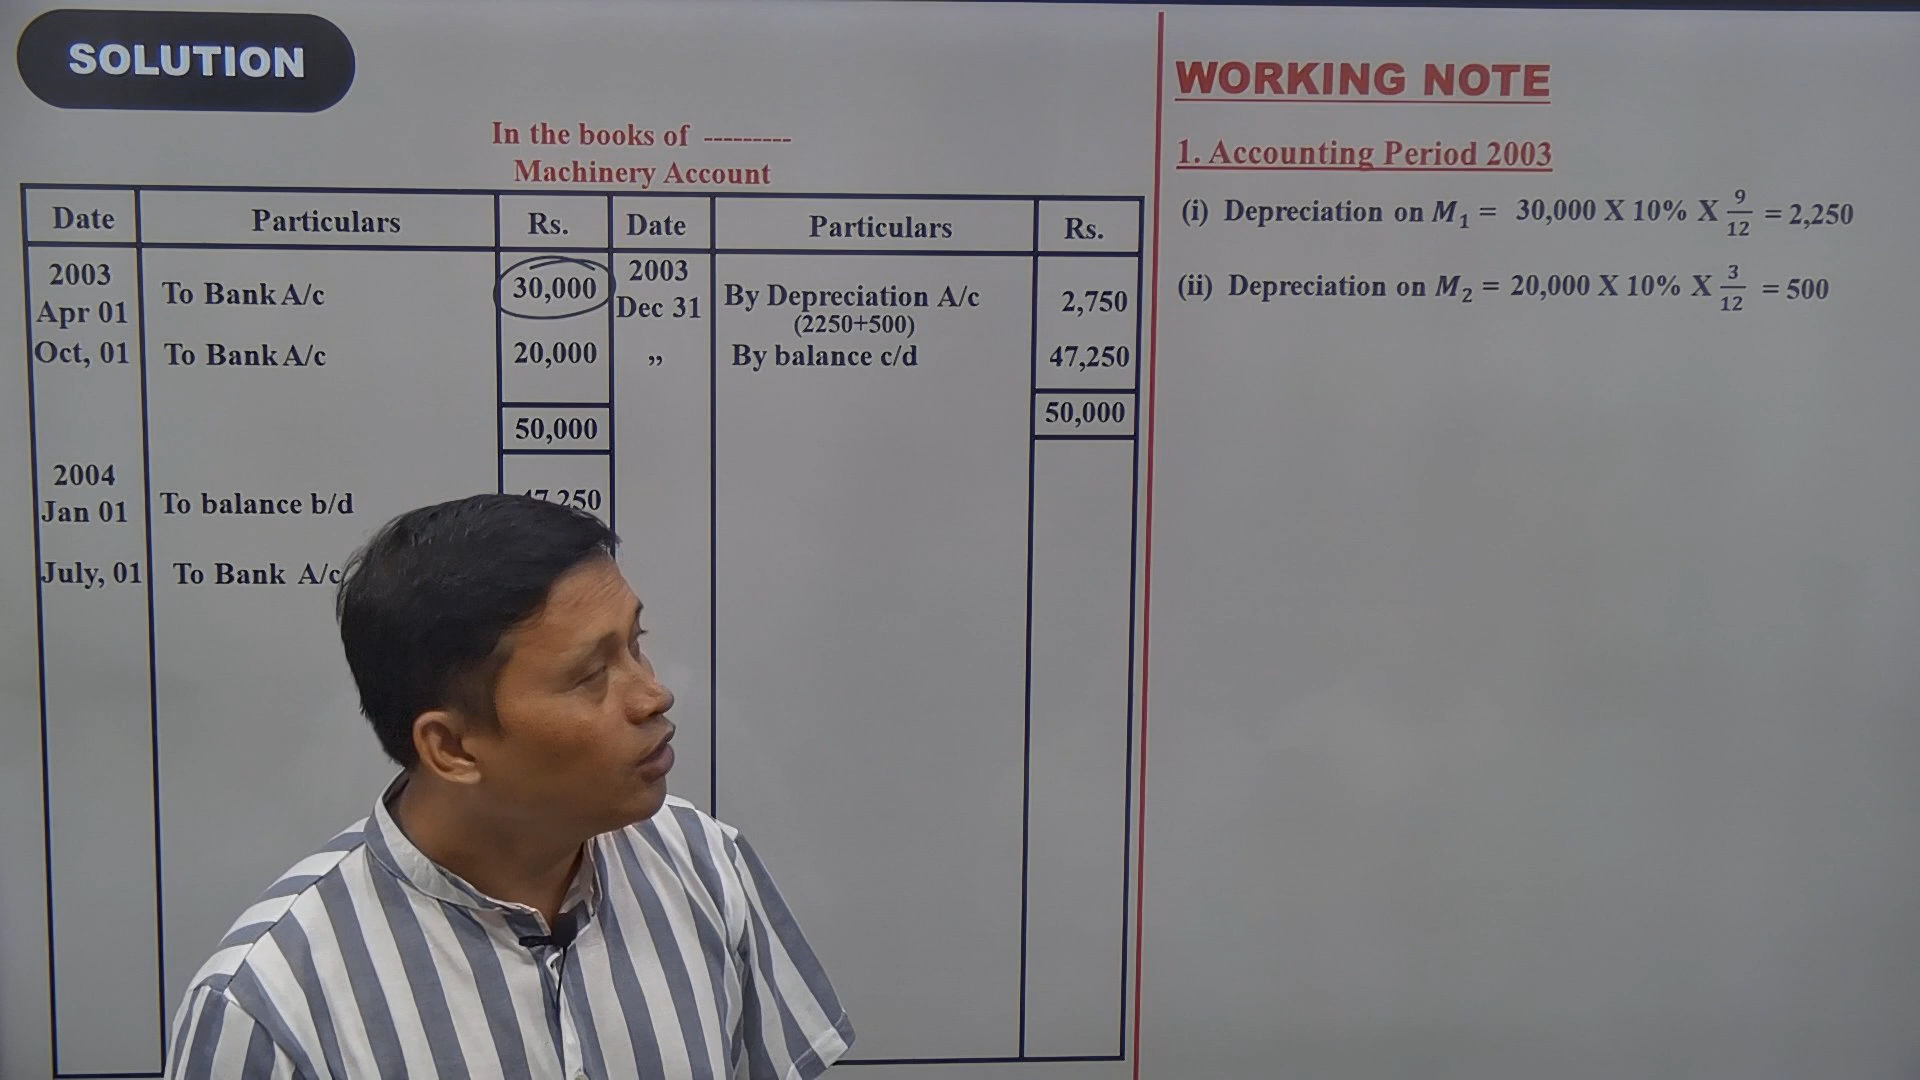 SOLUTION
In the books of ---------
Machinery Account
Date Particulars Rs. Date Particulars Rs.
2003 2003
Apr 01 To Bank A/c 30,000 Dec 31 By Depreciation A/c 2,750
(2250+500)
Oct, 01 To Bank A/c 20,000 ,, By balance c/d 47,250
50,000 50,000
2004
Jan 01 To balance b/d 47,250
July, 01 To Bank A/c
WORKING NOTE
1. Accounting Period 2003
(i) Depreciation on M₁ = 30,000 X 10% X 9/12 = 2,250
(ii) Depreciation on M₂ = 20,000 X 10% X 3/12 = 500